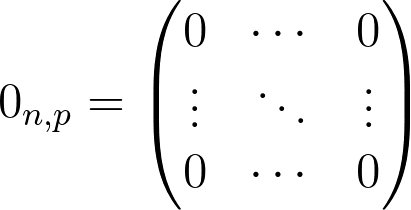 0_{n,p} = \begin{pmatrix} 0 & \cdots & 0 \\ \vdots & \ddots & \vdots \\ 0 & \cdots & 0 \end{pmatrix}